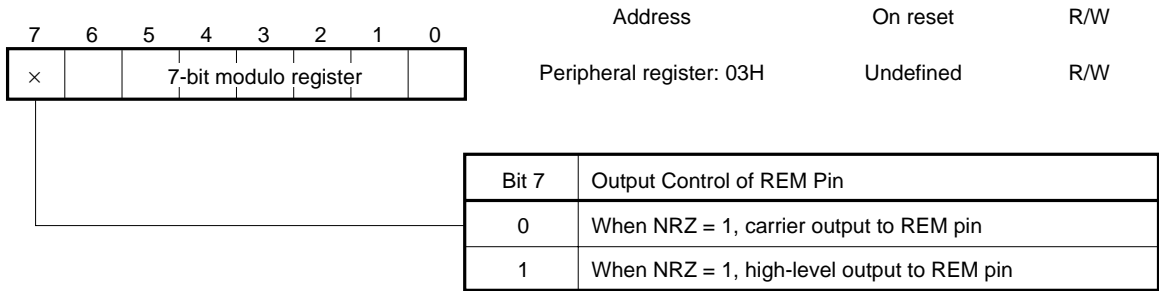 Address On reset R/W
7 6 5 4 3 2 1 0
× 7-bit modulo register Peripheral register: 03H Undefined R/W
Bit 7 Output Control of REM Pin
0 When NRZ = 1, carrier output to REM pin
1 When NRZ = 1, high-level output to REM pin